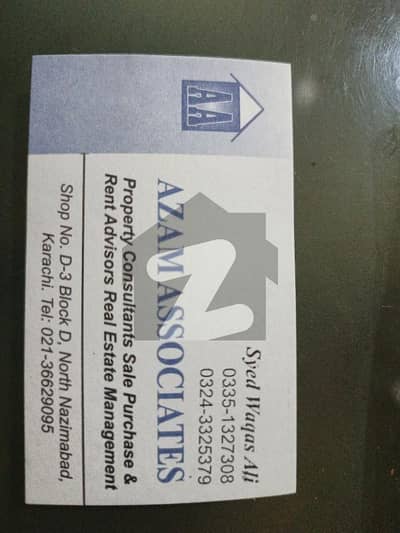 AA
Syed Waqas Ali
0335-1327308
0324-3325379
AZAM ASSOCIATES
Property Consultants Sale Purchase &
Rent Advisors Real Estate Management
Shop No. D-3 Block D, North Nazimabad,
Karachi. Tel: 021-36629095